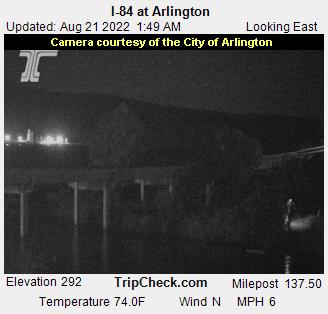 I-84 at Arlington
Updated: Aug 21 2022 1:49 AM Looking East
Camera courtesy of the City of Arlington
Elevation 292 TripCheck.com Milepost 137.50
Temperature 74.0F Wind N MPH 6